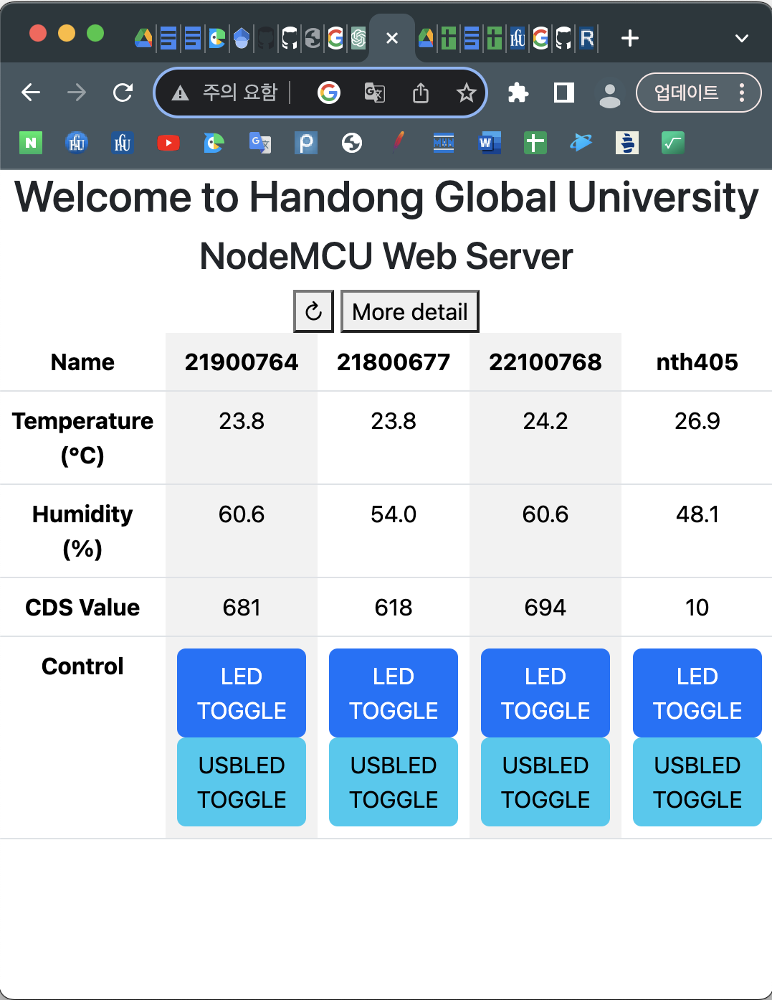 주의 요함
업데이트
Welcome to Handong Global University
NodeMCU Web Server
↻ More detail
Name 21900764 21800677 22100768 nth405
Temperature (°C) 23.8 23.8 24.2 26.9
Humidity (%) 60.6 54.0 60.6 48.1
CDS Value 681 618 694 10
Control
LED TOGGLE LED TOGGLE LED TOGGLE LED TOGGLE
USBLED TOGGLE USBLED TOGGLE USBLED TOGGLE USBLED TOGGLE